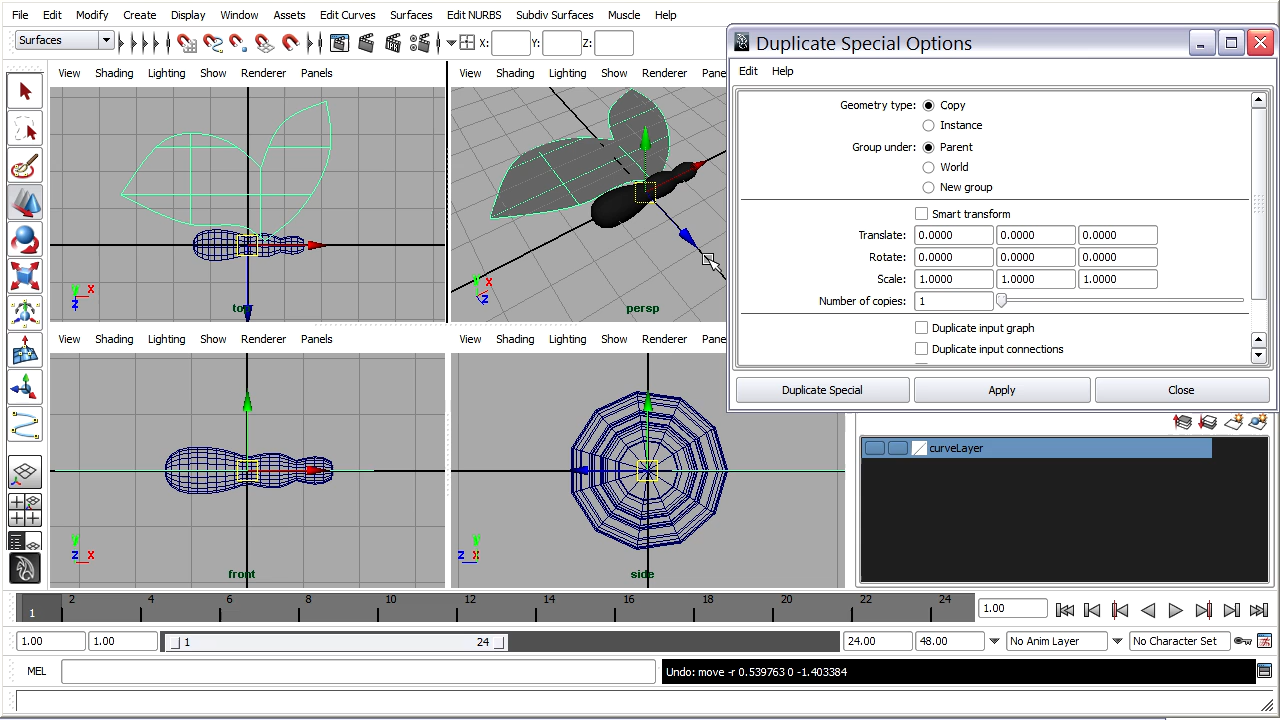 File Edit Modify Create Display Window Assets Edit Curves Surfaces Edit NURBS Subdiv Surfaces Muscle Help
Surfaces X: Y: Z:
Duplicate Special Options
Edit Help
Geometry type: Copy
Instance
Group under: Parent
World
New group
Smart transform
Translate: 0.0000 0.0000 0.0000
Rotate: 0.0000 0.0000 0.0000
Scale: 1.0000 1.0000 1.0000
Number of copies: 1
Duplicate input graph
Duplicate input connections
Duplicate Special Apply Close
View Shading Lighting Show Renderer Panels
y x
z
top
View Shading Lighting Show Renderer Pane
y x
z
persp
View Shading Lighting Show Renderer Panels
y
z x
front
View Shading Lighting Show Renderer Pane
y
z x
side
curveLayer
1 2 4 6 8 10 12 14 16 18 20 22 24 1.00
1.00 1.00 1 24 24.00 48.00 No Anim Layer No Character Set
MEL Undo: move -r 0.539763 0 -1.403384